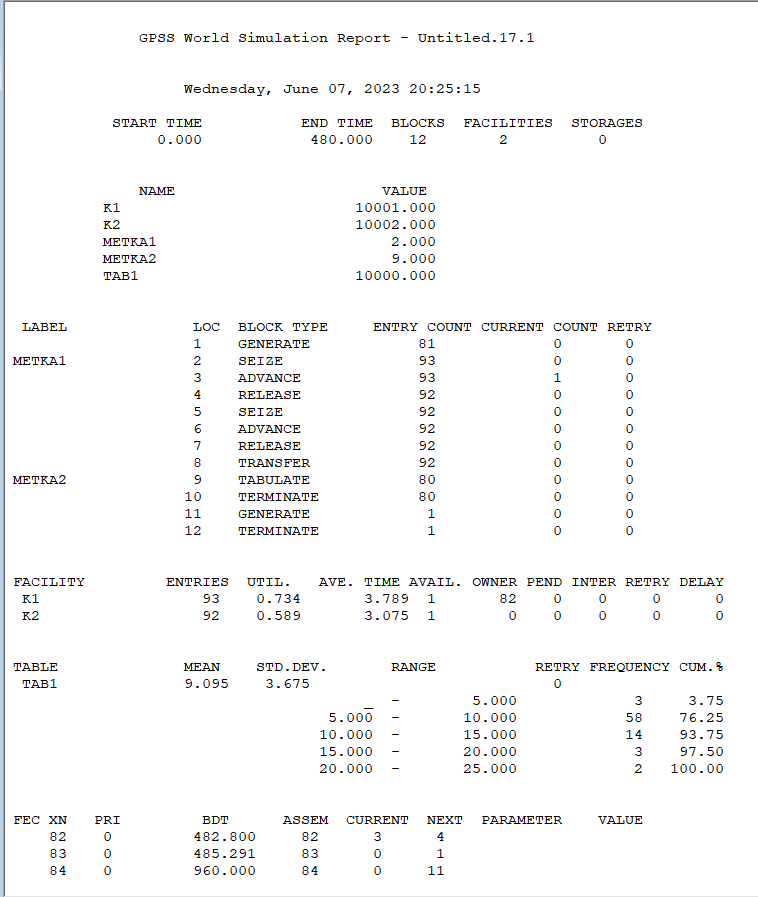 GPSS World Simulation Report - Untitled.17.1
Wednesday, June 07, 2023 20:25:15
START TIME END TIME BLOCKS FACILITIES STORAGES
0.000 480.000 12 2 0
NAME VALUE
K1 10001.000
K2 10002.000
METKA1 2.000
METKA2 9.000
TAB1 10000.000
LABEL LOC BLOCK TYPE ENTRY COUNT CURRENT COUNT RETRY
1 GENERATE 81 0 0
METKA1 2 SEIZE 93 0 0
3 ADVANCE 93 1 0
4 RELEASE 92 0 0
5 SEIZE 92 0 0
6 ADVANCE 92 0 0
7 RELEASE 92 0 0
8 TRANSFER 92 0 0
METKA2 9 TABULATE 80 0 0
10 TERMINATE 80 0 0
11 GENERATE 1 0 0
12 TERMINATE 1 0 0
FACILITY ENTRIES UTIL. AVE. TIME AVAIL. OWNER PEND INTER RETRY DELAY
K1 93 0.734 3.789 1 82 0 0 0 0
K2 92 0.589 3.075 1 0 0 0 0 0
TABLE MEAN STD.DEV. RANGE RETRY FREQUENCY CUM.%
TAB1 9.095 3.675 0
_ - 5.000 3 3.75
5.000 - 10.000 58 76.25
10.000 - 15.000 14 93.75
15.000 - 20.000 3 97.50
20.000 - 25.000 2 100.00
FEC XN PRI BDT ASSEM CURRENT NEXT PARAMETER VALUE
82 0 482.800 82 3 4
83 0 485.291 83 0 1
84 0 960.000 84 0 11